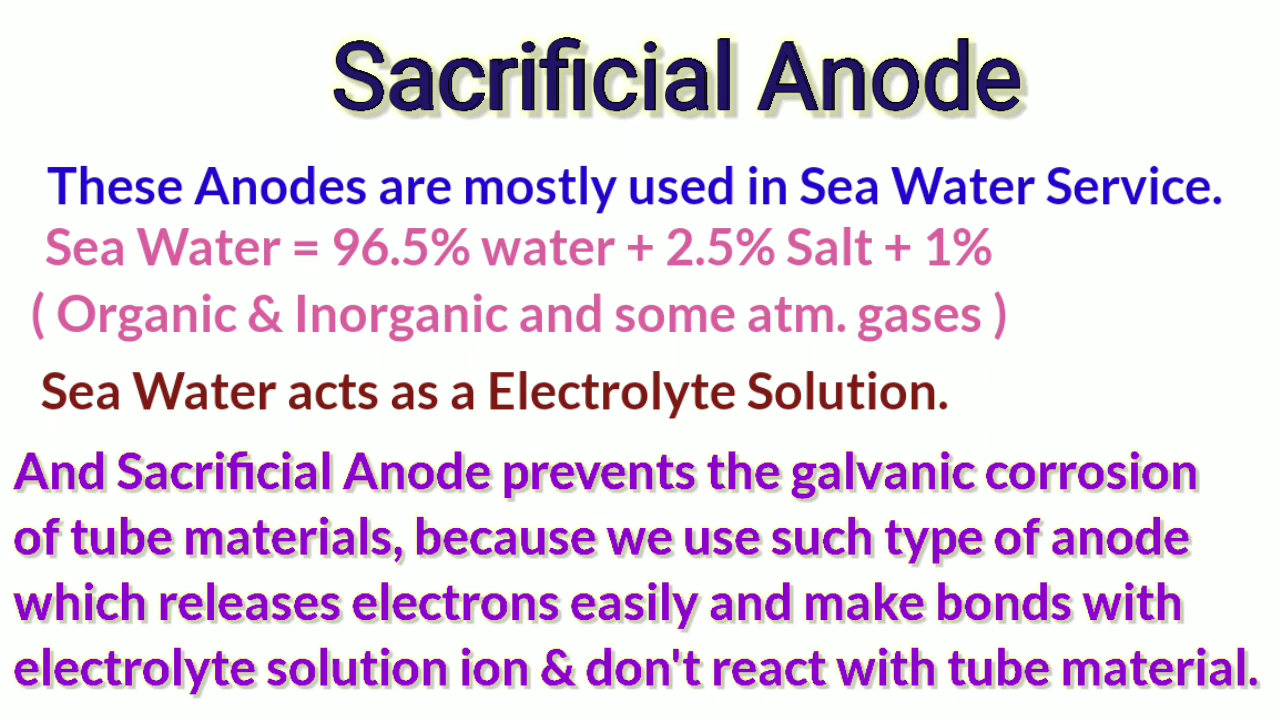 Sacrificial Anode
These Anodes are mostly used in Sea Water Service.
Sea Water = 96.5% water + 2.5% Salt + 1%
( Organic & Inorganic and some atm. gases )
Sea Water acts as a Electrolyte Solution.
And Sacrificial Anode prevents the galvanic corrosion
of tube materials, because we use such type of anode
which releases electrons easily and make bonds with
electrolyte solution ion & don't react with tube material.